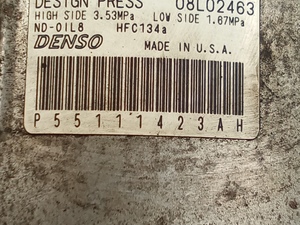 DESIGN PRESS 08L02463
HIGH SIDE 3.53MPa LOW SIDE 1.67MPa
ND-OIL8 HFC134a
DENSO MADE IN U.S.A.
P55111423AH